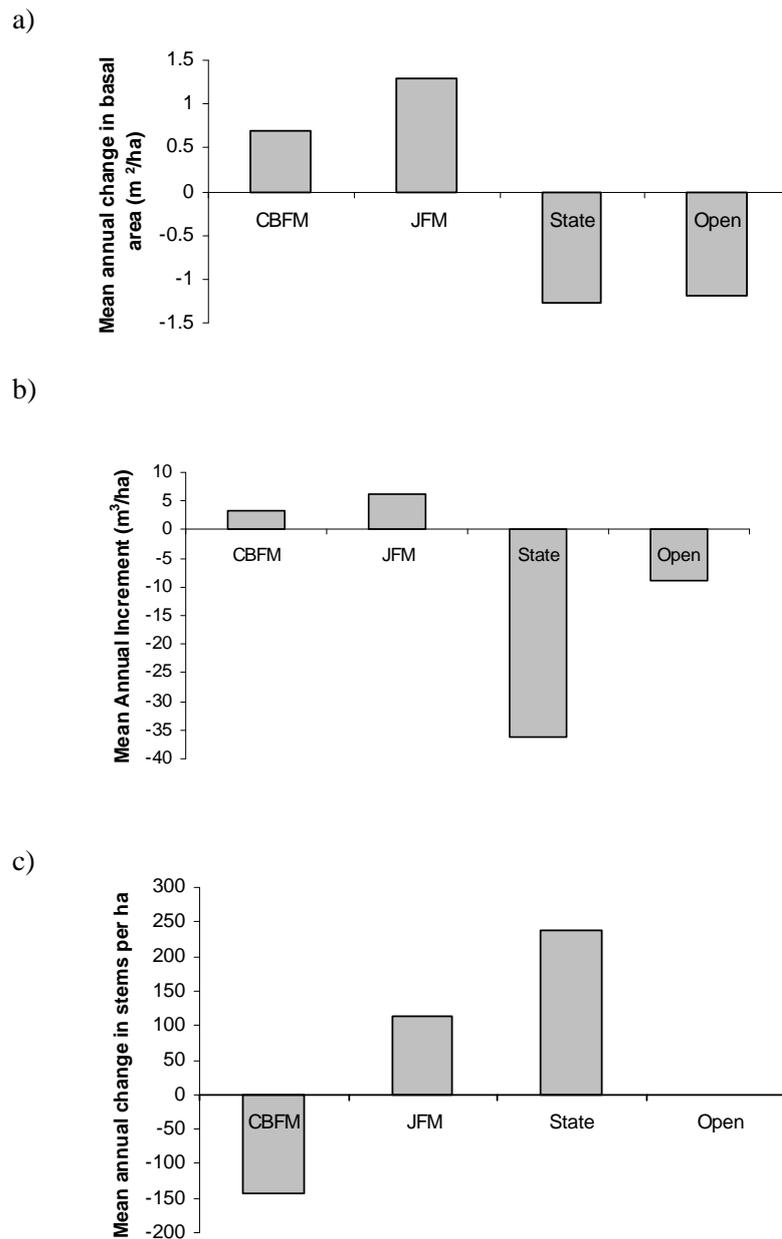 a)
Mean annual change in basal
area (m ²/ha)
1.5
1
0.5
0
-0.5
-1
-1.5
CBFM
JFM
State
Open
b)
Mean Annual Increment (m³/ha)
10
5
0
-5
-10
-15
-20
-25
-30
-35
-40
CBFM
JFM
State
Open
c)
Mean annual change in stems per ha
300
250
200
150
100
50
0
-50
-100
-150
-200
CBFM
JFM
State
Open